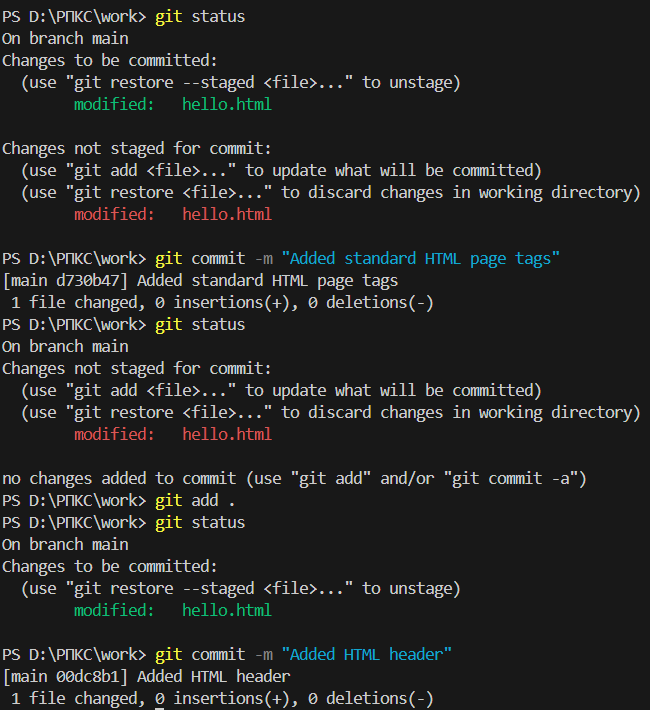 PS D:\РПКС\work> git status
On branch main
Changes to be committed:
  (use "git restore --staged <file>..." to unstage)
        modified:   hello.html

Changes not staged for commit:
  (use "git add <file>..." to update what will be committed)
  (use "git restore <file>..." to discard changes in working directory)
        modified:   hello.html

PS D:\РПКС\work> git commit -m "Added standard HTML page tags"
[main d730b47] Added standard HTML page tags
 1 file changed, 0 insertions(+), 0 deletions(-)
PS D:\РПКС\work> git status
On branch main
Changes not staged for commit:
  (use "git add <file>..." to update what will be committed)
  (use "git restore <file>..." to discard changes in working directory)
        modified:   hello.html

no changes added to commit (use "git add" and/or "git commit -a")
PS D:\РПКС\work> git add .
PS D:\РПКС\work> git status
On branch main
Changes to be committed:
  (use "git restore --staged <file>..." to unstage)
        modified:   hello.html

PS D:\РПКС\work> git commit -m "Added HTML header"
[main 00dc8b1] Added HTML header
 1 file changed, 0 insertions(+), 0 deletions(-)